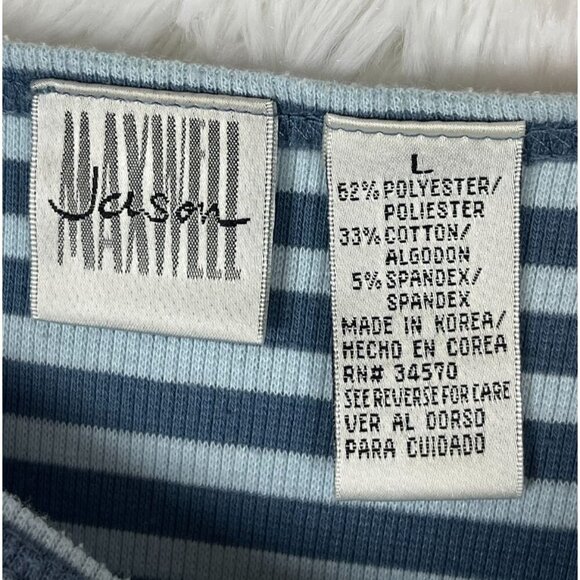 MAXWELL
Jason
L
62% POLYESTER/
POLIESTER
33% COTTON/
ALGODON
5% SPANDEX/
SPANDEX
MADE IN KOREA/
HECHO EN COREA
RN# 34570
SEE REVERSE FOR CARE
VER AL DORSO
PARA CUIDADO